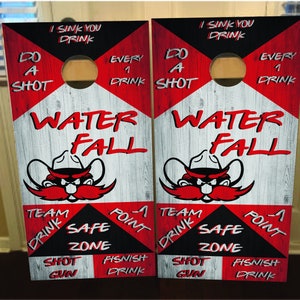 I SINK YOU
DRINK
DO
A
SHOT
EVERY
1
DRINK
WATER
FALL
TEAM
DRINK
-1
POINT
SAFE
ZONE
SHOT
GUN
FISNISH
DRINK
I SINK YOU
DRINK
DO
A
SHOT
EVERY
1
DRINK
WATER
FALL
TEAM
DRINK
-1
POINT
SAFE
ZONE
SHOT
GUN
FISNISH
DRINK